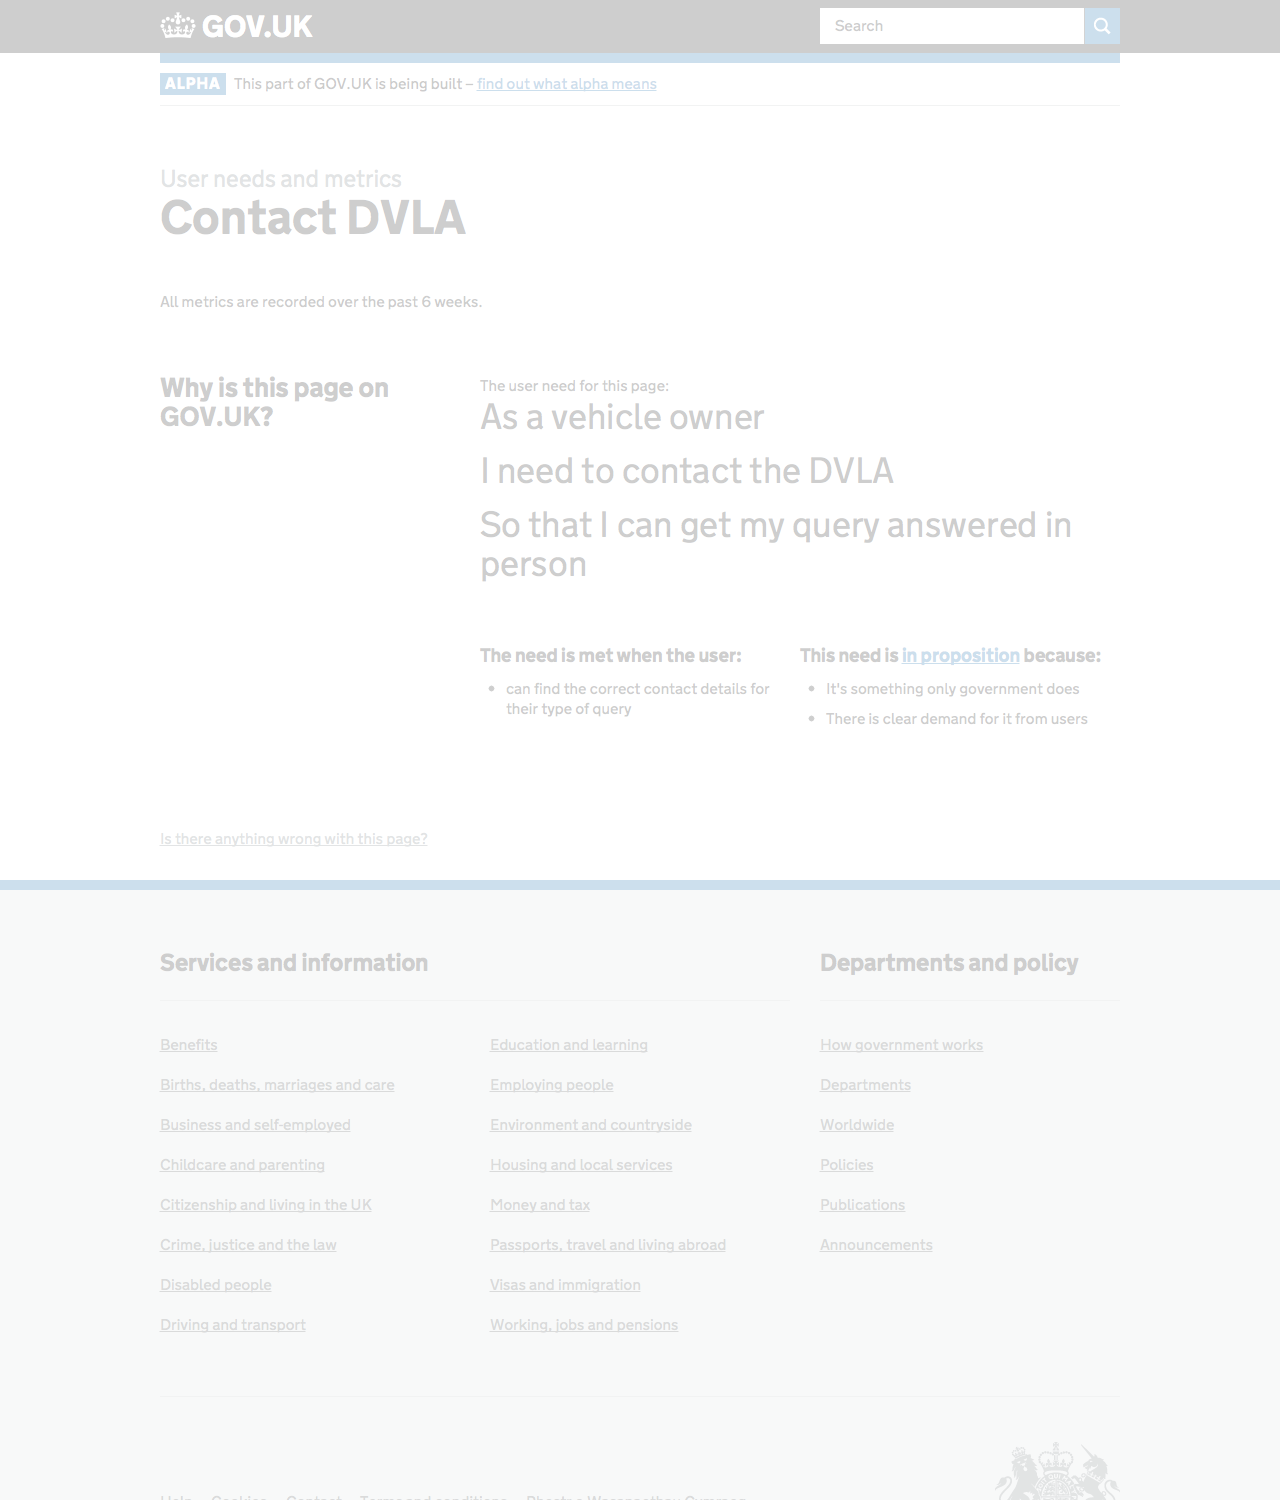 GOV.UK
Search
ALPHA This part of GOV.UK is being built – find out what alpha means
User needs and metrics
Contact DVLA
All metrics are recorded over the past 6 weeks.
Why is this page on
GOV.UK?
The user need for this page:
As a vehicle owner
I need to contact the DVLA
So that I can get my query answered in
person
The need is met when the user:
• can find the correct contact details for
their type of query
This need is in proposition because:
• It's something only government does
• There is clear demand for it from users
Is there anything wrong with this page?
Services and information
Benefits
Births, deaths, marriages and care
Business and self-employed
Childcare and parenting
Citizenship and living in the UK
Crime, justice and the law
Disabled people
Driving and transport
Education and learning
Employing people
Environment and countryside
Housing and local services
Money and tax
Passports, travel and living abroad
Visas and immigration
Working, jobs and pensions
Departments and policy
How government works
Departments
Worldwide
Policies
Publications
Announcements
Help Cookies Contact Terms and conditions Rhestr o Wasanaethau Cymraeg